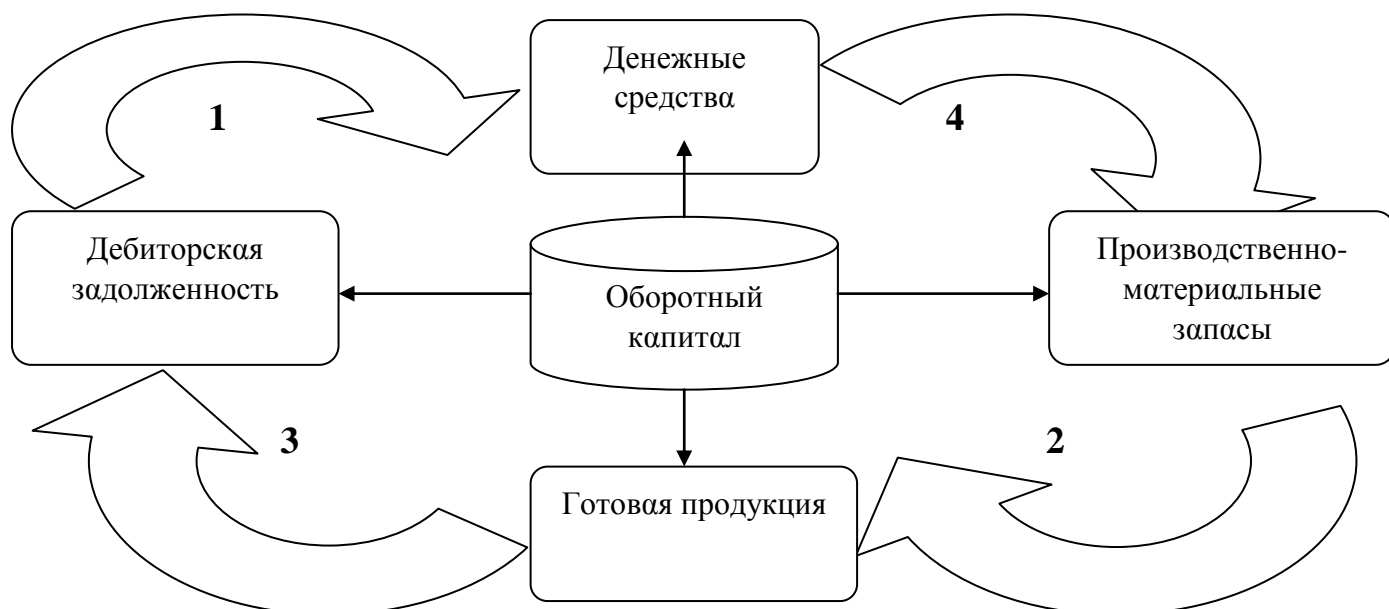 Денежные
средства
1
4
Дебиторская
задолженность
Производственно-
материальные
запасы
Оборотный
капитал
3
2
Готовая продукция